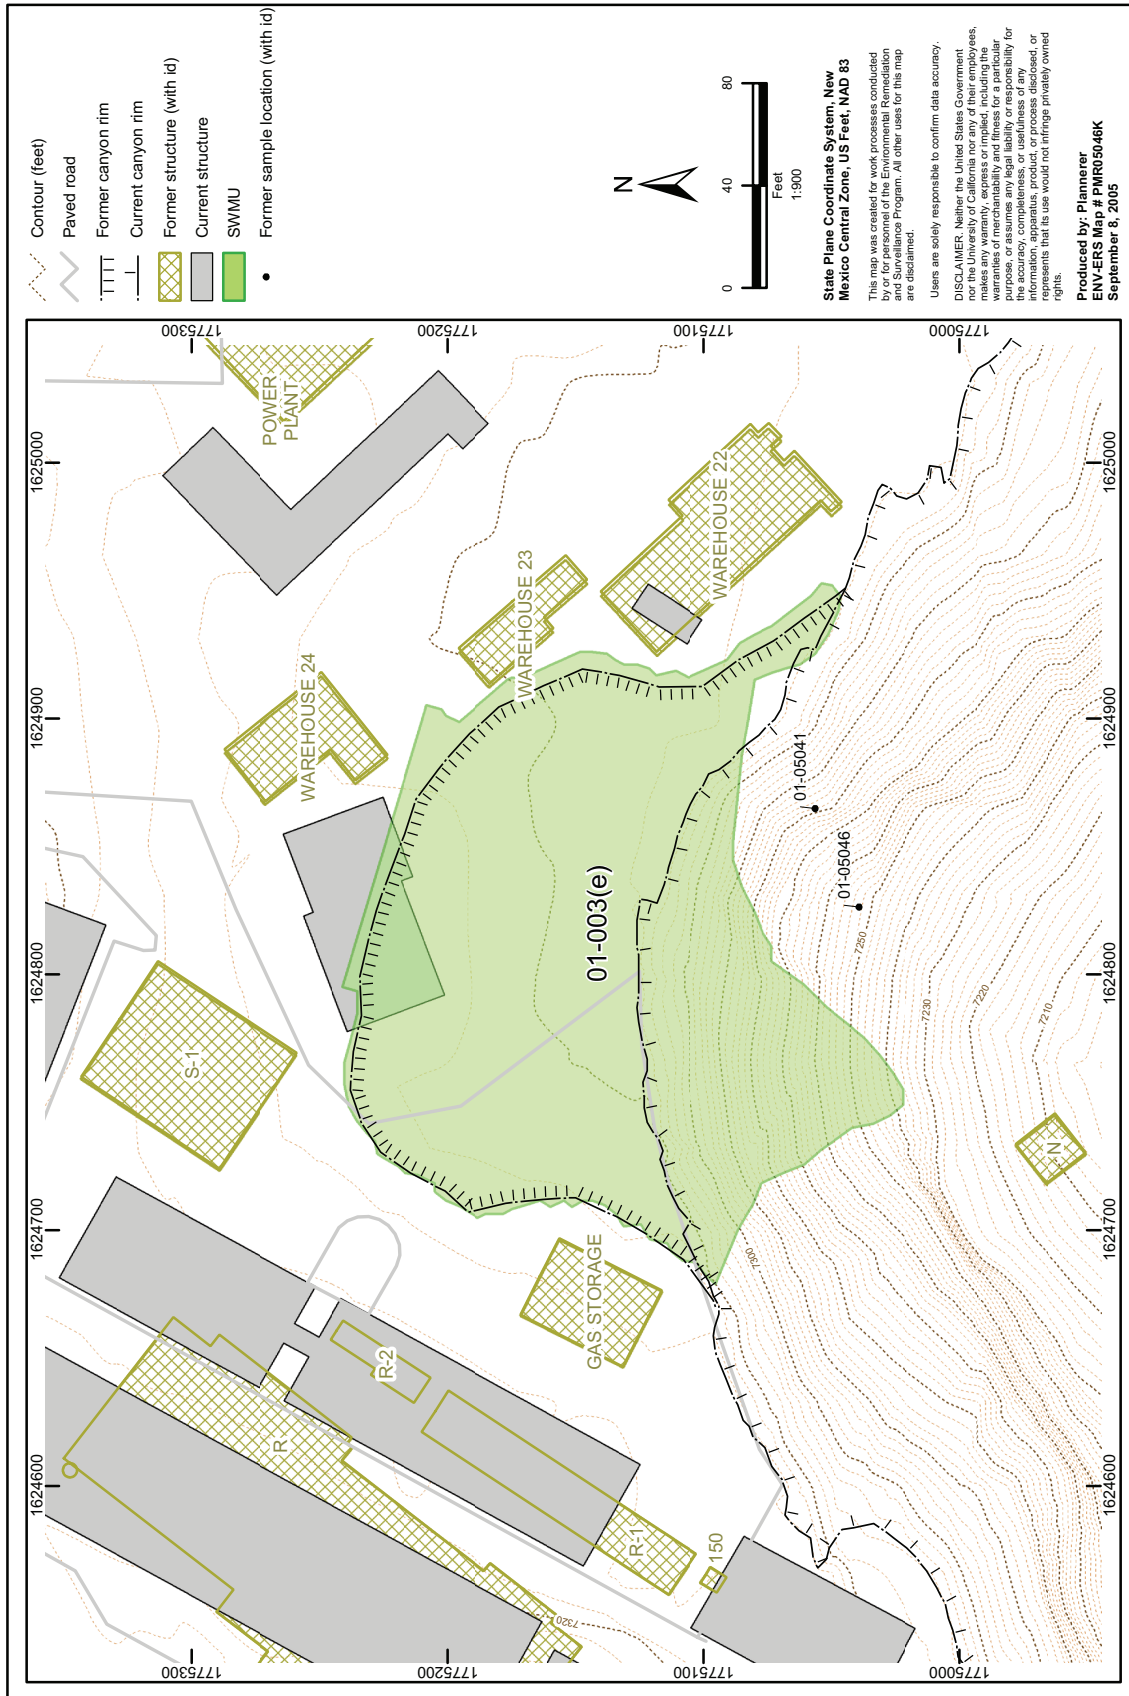 1624600
1624700
1624800
1624900
1625000
1775300
1775200
1775100
1775000
1775300
1775200
1775100
1775000
1624600
1624700
1624800
1624900
1625000
POWER
PLANT
S-1
WAREHOUSE 24
WAREHOUSE 23
WAREHOUSE 22
R
R-2
R-1
150
GAS STORAGE
01-003(e)
01-05041
01-05046
N
7320
7300
7250
7230
7220
7210
Contour (feet)
Paved road
Former canyon rim
Current canyon rim
Former structure (with id)
Current structure
SWMU
Former sample location (with id)
N
0
40
80
Feet
1:900
State Plane Coordinate System, New
Mexico Central Zone, US Feet, NAD 83
This map was created for work processes conducted
by or for personnel of the Environmental Remediation
and Surveillance Program. All other uses for this map
are disclaimed.
Users are solely responsible to confirm data accuracy.
DISCLAIMER. Neither the United States Government
nor the University of California nor any of their employees,
makes any warranty, express or implied, including the
warranties of merchantability and fitness for a particular
purpose, or assumes any legal liability or responsibility for
the accuracy, completeness, or usefulness of any
information, apparatus, product, or process disclosed, or
represents that its use would not infringe privately owned
rights.
Produced by: Plannerer
ENV-ERS Map # PMR05046K
September 8, 2005